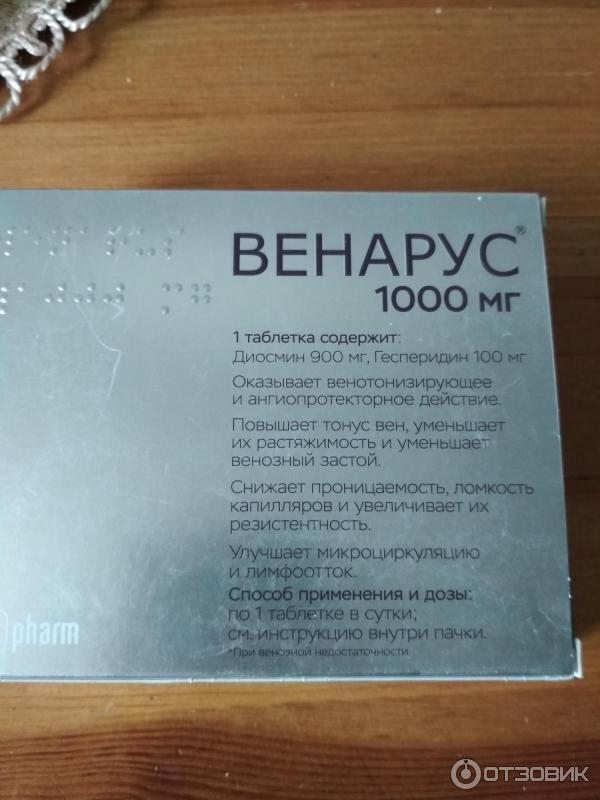 ВЕНАРУС®
1000 мг
1 таблетка содержит:
Диосмин 900 мг, Гесперидин 100 мг
Оказывает венотонизирующее
и ангиопротекторное действие.
Повышает тонус вен, уменьшает
их растяжимость и уменьшает
венозный застой.
Снижает проницаемость, ломкость
капилляров и увеличивает их
резистентность.
Улучшает микроциркуляцию
и лимфоотток.
Способ применения и дозы:
по 1 таблетке в сутки*;
см. инструкцию внутри пачки.
*При венозной недостаточности
pharm
ОТЗОВИК